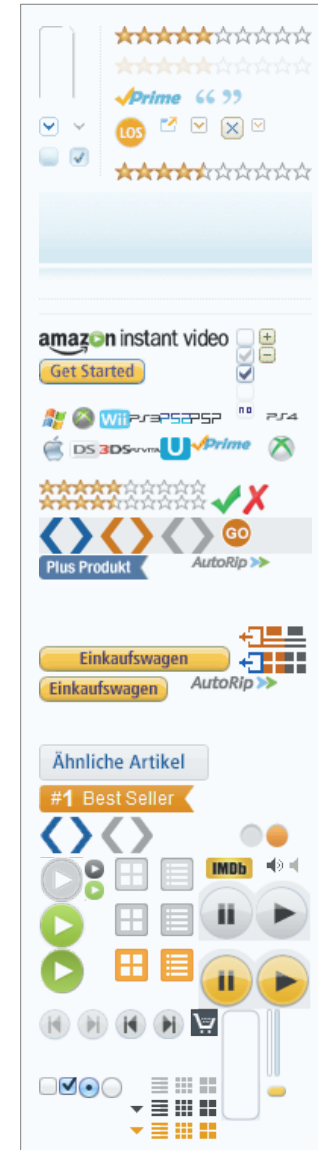 Prime “ ”
LOS
amazon instant video
Get Started
Wii PS3 PS2 PSP PS4
DS 3DS PSVITA U Prime
GO
Plus Produkt AutoRip
Einkaufswagen
Einkaufswagen AutoRip
Ähnliche Artikel
#1 Best Seller
IMDb